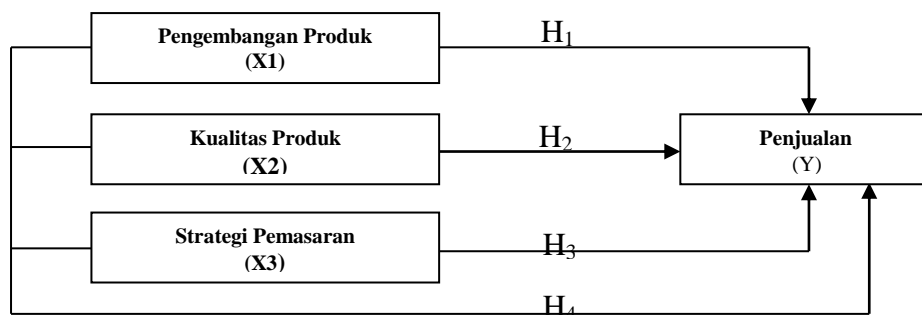 Pengembangan Produk
(X1)
H₁
Kualitas Produk
(X2)
H₂
Penjualan
(Y)
Strategi Pemasaran
(X3)
H₃
H₄